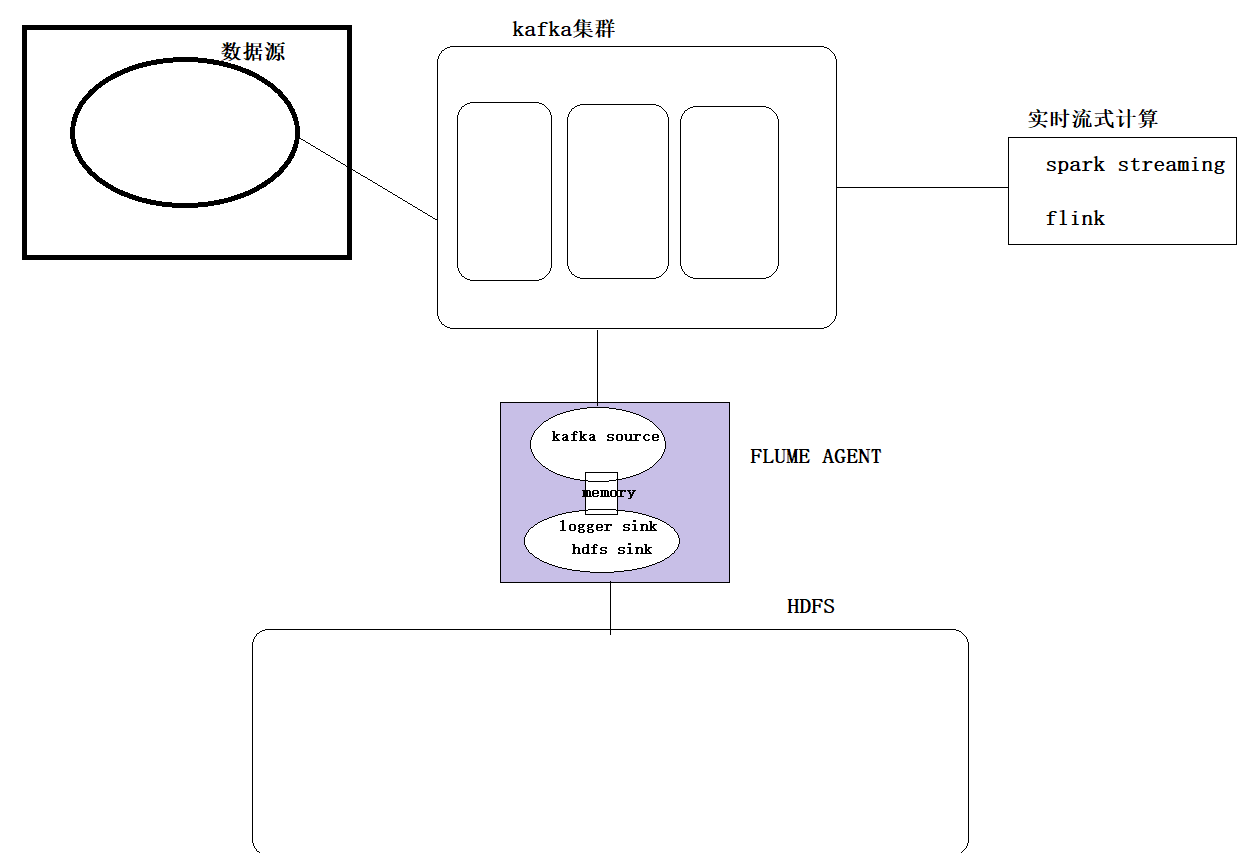 数据源
kafka集群
实时流式计算
spark streaming
flink
kafka source
memory
logger sink
hdfs sink
FLUME AGENT
HDFS